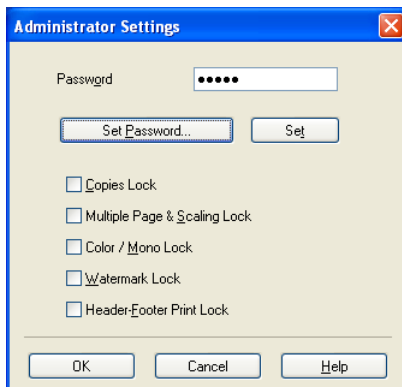 Administrator Settings
Password •••••
Set Password... Set
Copies Lock
Multiple Page & Scaling Lock
Color / Mono Lock
Watermark Lock
Header-Footer Print Lock
OK Cancel Help